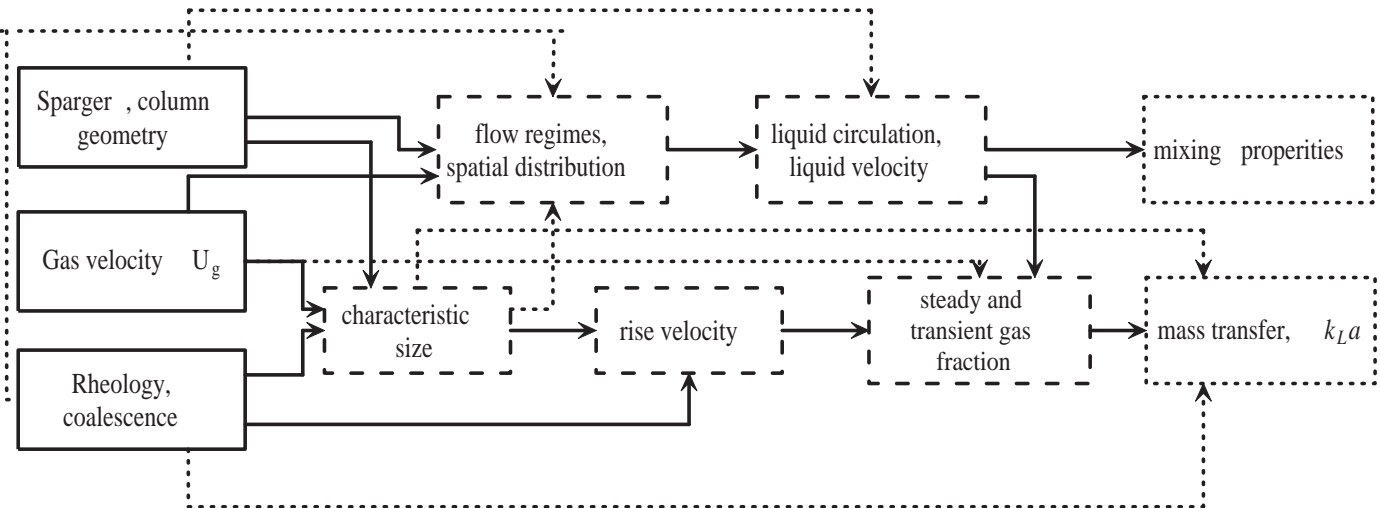 Sparger , column
geometry
flow regimes,
spatial distribution
liquid circulation,
liquid velocity
mixing properities
Gas velocity U_g
characteristic
size
rise velocity
steady and
transient gas
fraction
mass transfer, k_L a
Rheology,
coalescence